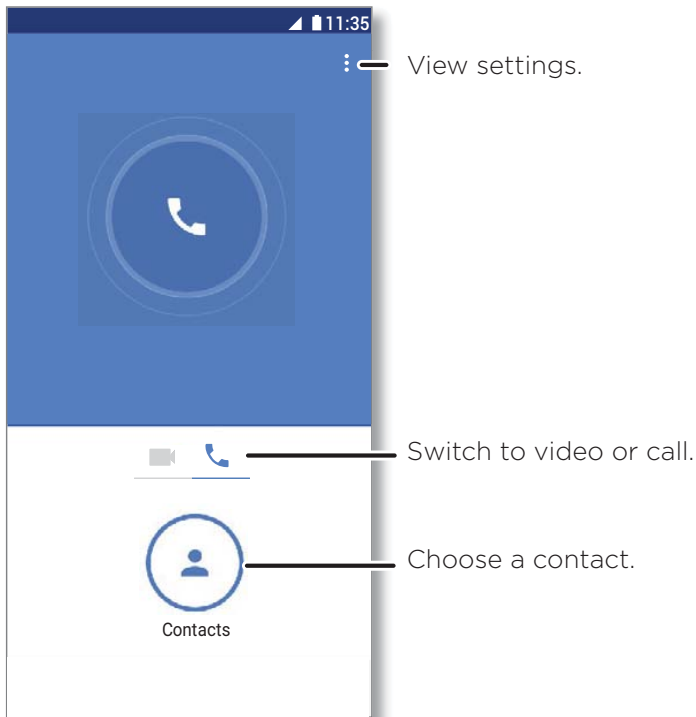 11:35
View settings.
Switch to video or call.
Choose a contact.
Contacts